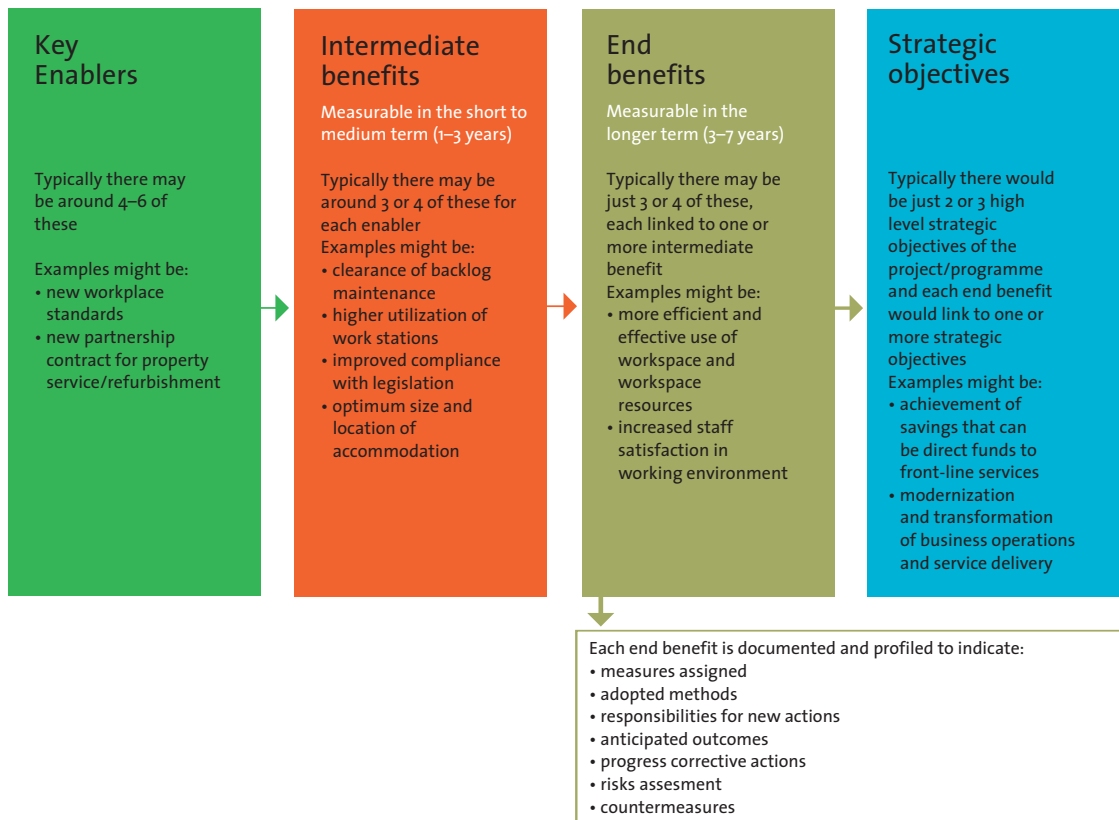 Key
Enablers
Typically there may
be around 4–6 of
these
Examples might be:
• new workplace
standards
• new partnership
contract for property
service/refurbishment
Intermediate
benefits
Measurable in the short to
medium term (1–3 years)
Typically there may be
around 3 or 4 of these for
each enabler
Examples might be:
• clearance of backlog
maintenance
• higher utilization of
work stations
• improved compliance
with legislation
• optimum size and
location of
accommodation
End
benefits
Measurable in the
longer term (3–7 years)
Typically there may be
just 3 or 4 of these,
each linked to one or
more intermediate
benefit
Examples might be:
• more efficient and
effective use of
workspace and
workspace
resources
• increased staff
satisfaction in
working environment
Strategic
objectives
Typically there would
be just 2 or 3 high
level strategic
objectives of the
project/programme
and each end benefit
would link to one or
more strategic
objectives
Examples might be:
• achievement of
savings that can
be direct funds to
front-line services
• modernization
and transformation
of business operations
and service delivery
Each end benefit is documented and profiled to indicate:
• measures assigned
• adopted methods
• responsibilities for new actions
• anticipated outcomes
• progress corrective actions
• risks assesment
• countermeasures